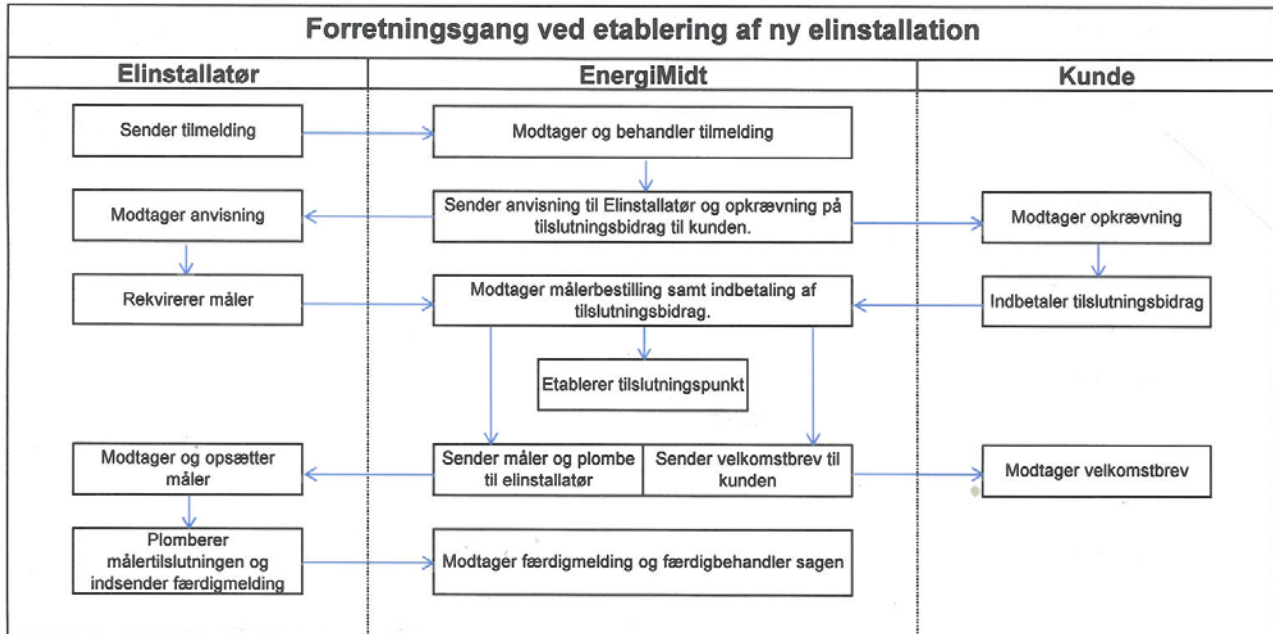 Forretningsgang ved etablering af ny elinstallation
Elinstallatør
EnergiMidt
Kunde
Sender tilmelding
Modtager og behandler tilmelding
Modtager anvisning
Sender anvisning til Elinstallatør og opkrævning på
tilslutningsbidrag til kunden.
Modtager opkrævning
Rekvirerer måler
Modtager målerbestilling samt indbetaling af
tilslutningsbidrag.
Indbetaler tilslutningsbidrag
Etablerer tilslutningspunkt
Modtager og opsætter
måler
Sender måler og plombe
til elinstallatør
Sender velkomstbrev til
kunden
Modtager velkomstbrev
Plomberer
målertilslutningen og
indsender færdigmelding
Modtager færdigmelding og færdigbehandler sagen